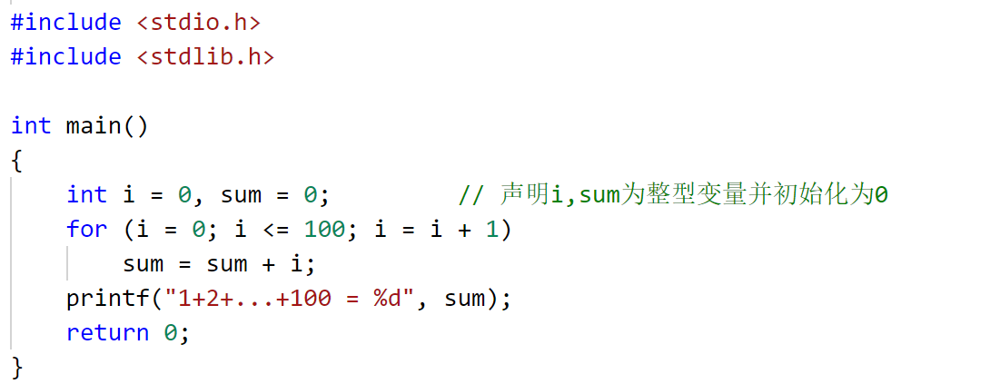 #include <stdio.h>
#include <stdlib.h>
int main()
{
int i = 0, sum = 0; // 声明i,sum为整型变量并初始化为0
for (i = 0; i <= 100; i = i + 1)
sum = sum + i;
printf("1+2+...+100 = %d", sum);
return 0;
}